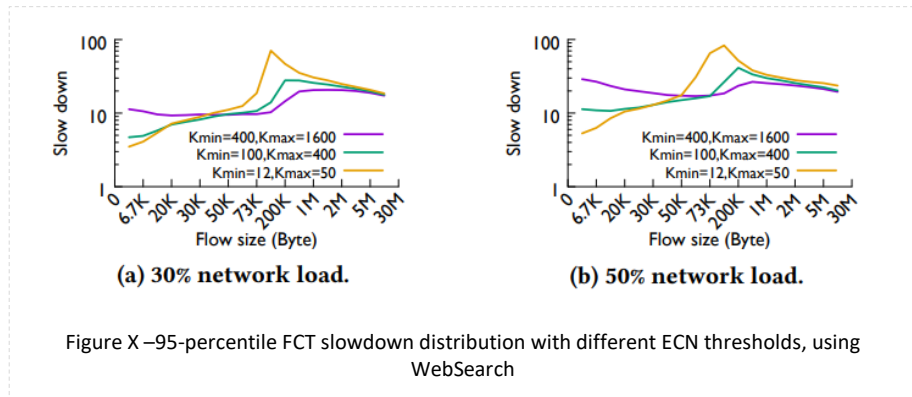 100
10
1
Slow down
Kmin=400,Kmax=1600
Kmin=100,Kmax=400
Kmin=12,Kmax=50
0 6.7K 20K 30K 50K 73K 200K 1M 2M 5M 30M
Flow size (Byte)
(a) 30% network load.
100
10
1
Slow down
Kmin=400,Kmax=1600
Kmin=100,Kmax=400
Kmin=12,Kmax=50
0 6.7K 20K 30K 50K 73K 200K 1M 2M 5M 30M
Flow size (Byte)
(b) 50% network load.
Figure X –95-percentile FCT slowdown distribution with different ECN thresholds, using
WebSearch